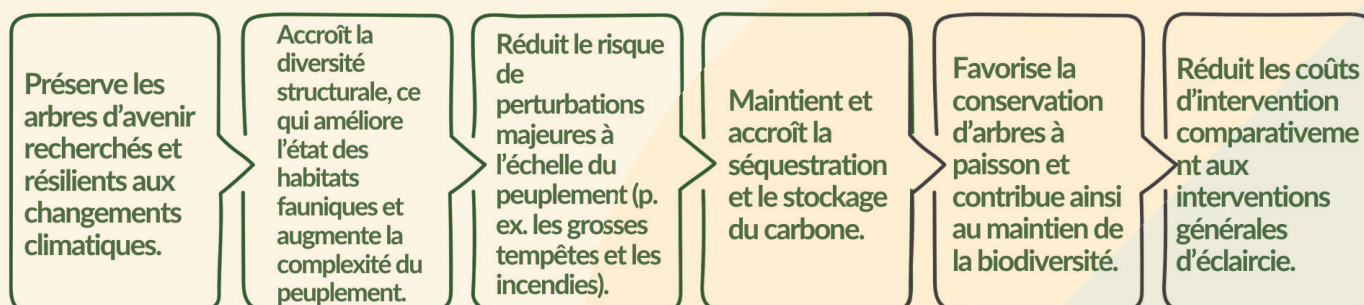 Préserve les
arbres d’avenir
recherchés et
résilients aux
changements
climatiques.
Accroît la
diversité
structurale, ce
qui améliore
l’état des
habitats
fauniques et
augmente la
complexité du
peuplement.
Réduit le risque
de
perturbations
majeures à
l’échelle du
peuplement (p.
ex. les grosses
tempêtes et les
incendies).
Maintient et
accroît la
séquestration
et le stockage
du carbone.
Favorise la
conservation
d’arbres à
paisson et
contribue ainsi
au maintien de
la biodiversité.
Réduit les coûts
d’intervention
comparativeme
nt aux
interventions
générales
d’éclaircie.